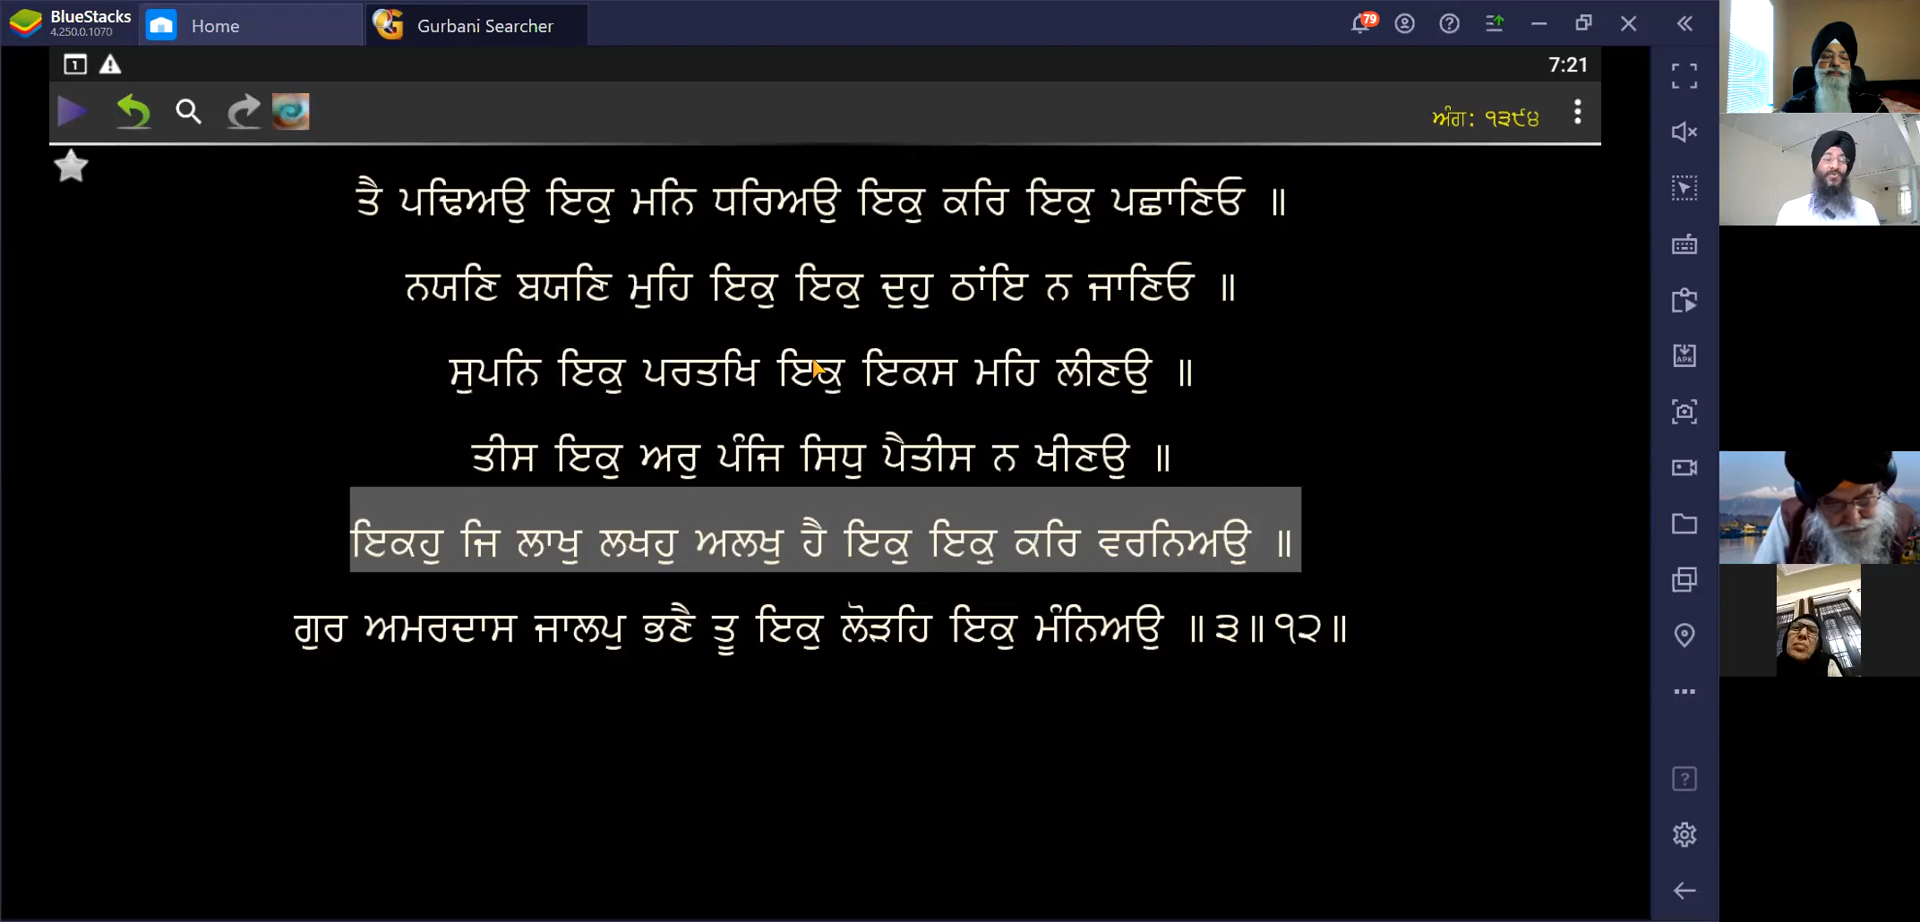 BlueStacks
4.250.0.1070
Home
Gurbani Searcher
79
1
7:21
ਅੰਗ: ੧੩੯੪
ਤੈ ਪਢਿਅਉ ਇਕੁ ਮਨਿ ਧਰਿਅਉ ਇਕੁ ਕਰਿ ਇਕੁ ਪਛਾਣਿਓ ॥
ਨਯਣਿ ਬਯਣਿ ਮੁਹਿ ਇਕੁ ਇਕੁ ਦੁਹੁ ਠਾਂਇ ਨ ਜਾਣਿਓ ॥
ਸੁਪਨਿ ਇਕੁ ਪਰਤਖਿ ਇਕੁ ਇਕਸ ਮਹਿ ਲੀਣਉ ॥
ਤੀਸ ਇਕੁ ਅਰੁ ਪੰਜਿ ਸਿਧੁ ਪੈਤੀਸ ਨ ਖੀਣਉ ॥
ਇਕਹੁ ਜਿ ਲਾਖੁ ਲਖਹੁ ਅਲਖੁ ਹੈ ਇਕੁ ਇਕੁ ਕਰਿ ਵਰਨਿਅਉ ॥
ਗੁਰ ਅਮਰਦਾਸ ਜਾਲਪੁ ਭਣੈ ਤੂ ਇਕੁ ਲੋੜਹਿ ਇਕੁ ਮੰਨਿਅਉ ॥੩॥੧੨॥
APK